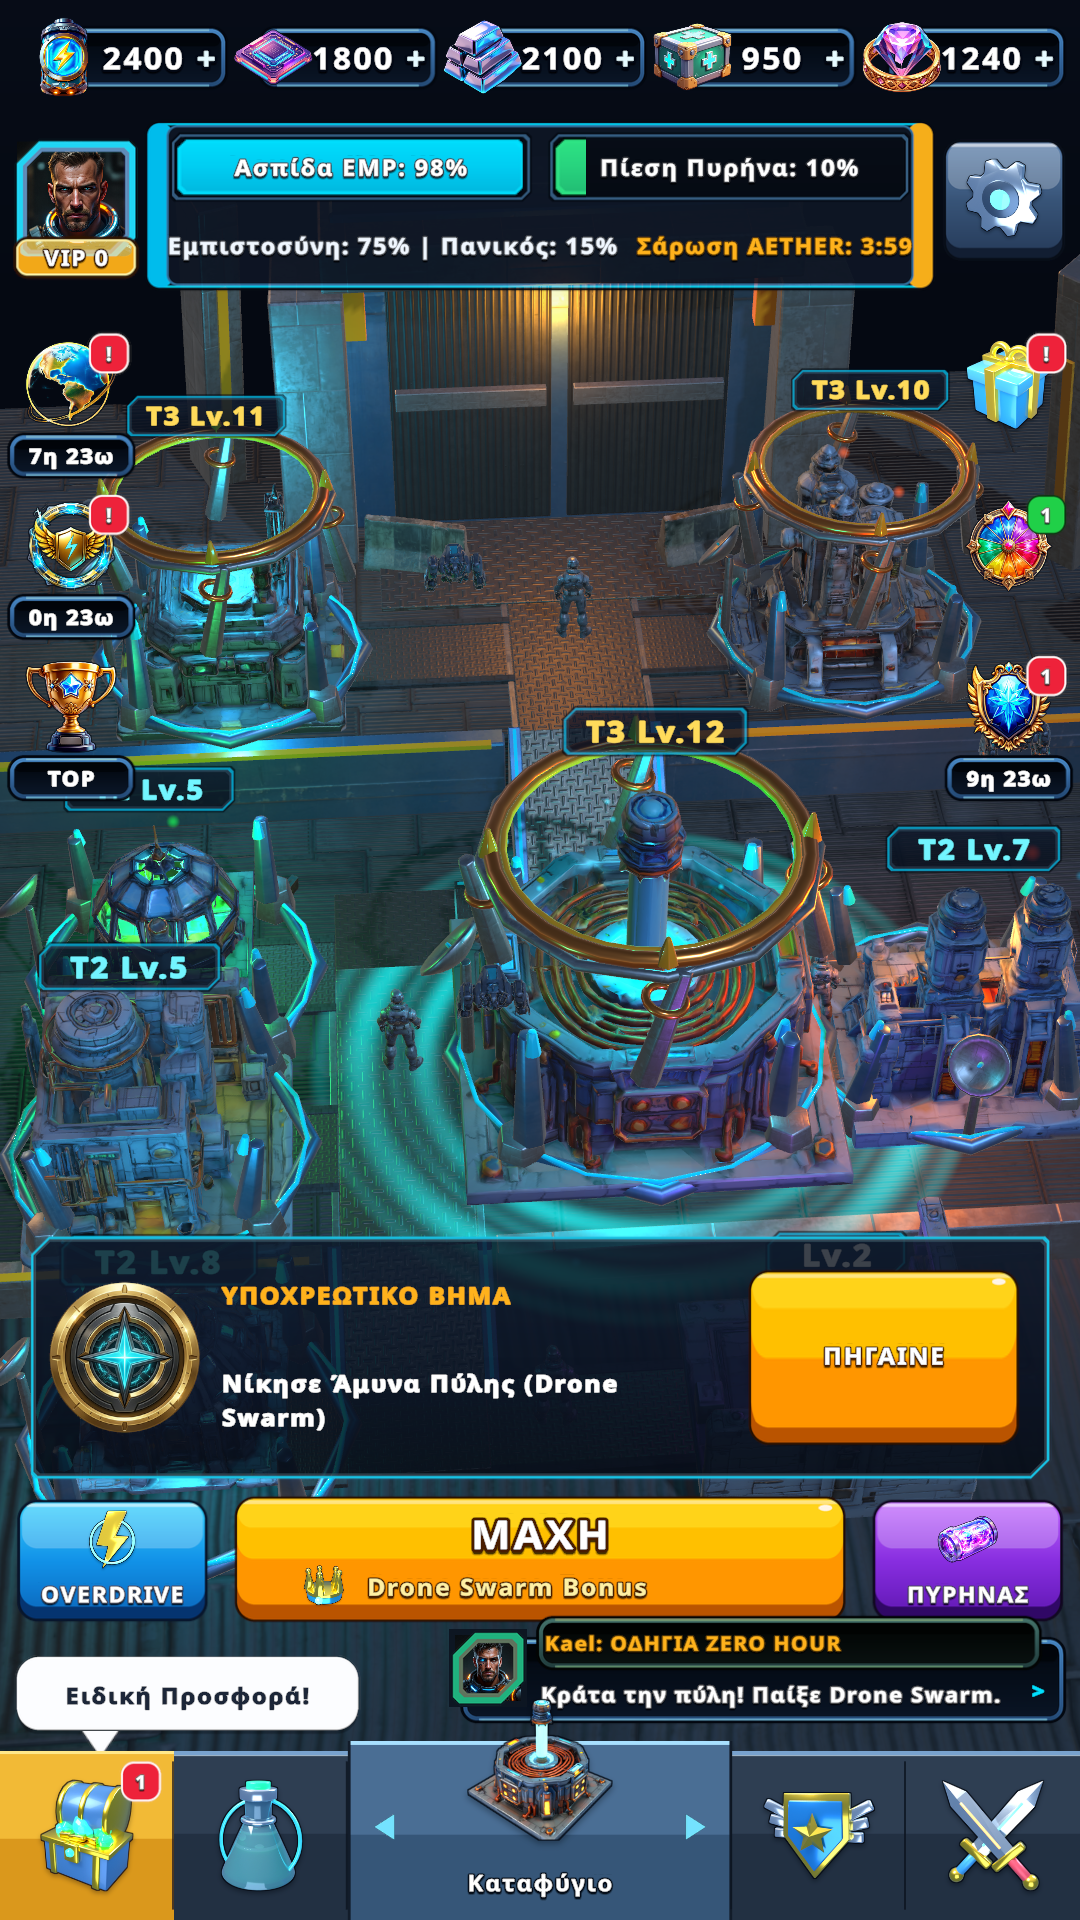 2400 +
1800 +
2100 +
950 +
1240 +
Ασπίδα EMP: 98%
Πίεση Πυρήνα: 10%
VIP 0
Εμπιστοσύνη: 75% | Πανικός: 15%
Σάρωση AETHER: 3:59
!
!
7η 23ω
T3 Lv.11
T3 Lv.10
!
1
0η 23ω
1
T3 Lv.12
TOP
Lv.5
9η 23ω
T2 Lv.7
T2 Lv.5
T2 Lv.8
Lv.2
ΥΠΟΧΡΕΩΤΙΚΟ ΒΗΜΑ
Νίκησε Άμυνα Πύλης (Drone
Swarm)
ΠΗΓΑΙΝΕ
OVERDRIVE
ΜΑΧΗ
Drone Swarm Bonus
ΠΥΡΗΝΑΣ
Kael: ΟΔΗΓΙΑ ZERO HOUR
Κράτα την πύλη! Παίξε Drone Swarm. >
Ειδική Προσφορά!
1
Καταφύγιο